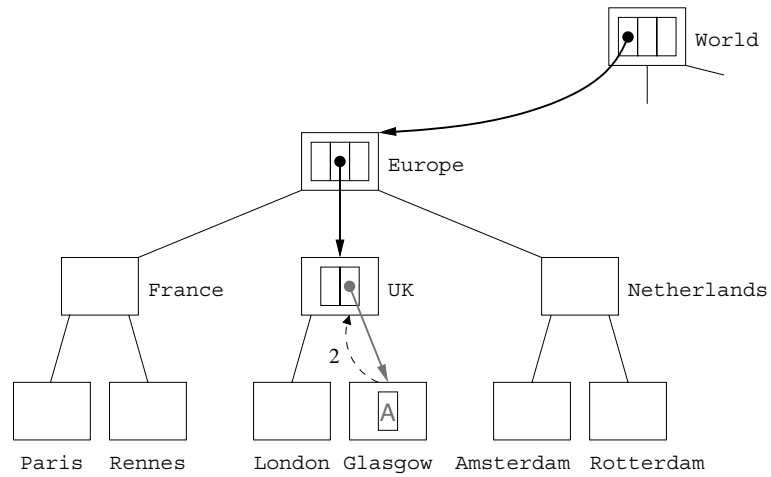 World
Europe
France
UK
Netherlands
2
A
Paris
Rennes
London
Glasgow
Amsterdam
Rotterdam